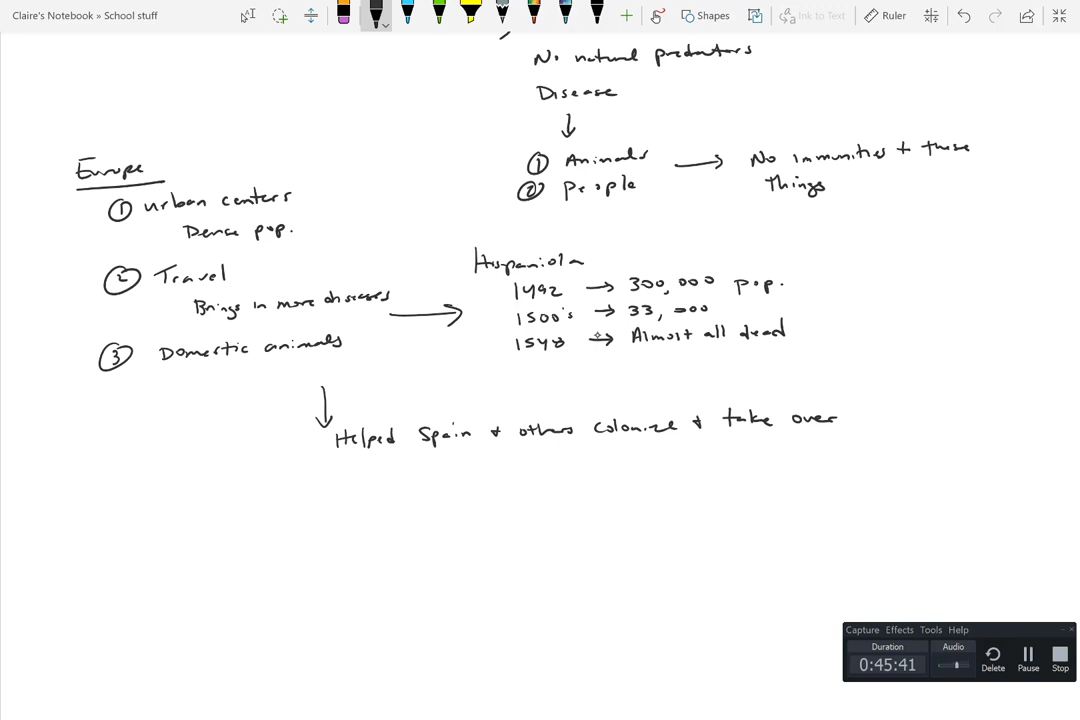 Claire's Notebook » School stuff
Shapes
Ink to Text
Ruler
No natural predators
Disease
① Animals → No immunities to these
things
② People
Europe
① urban centers
Dense pop.
② Travel
Brings in more diseases →
③ Domestic animals
Hispaniola
1492 → 300,000 pop.
1500's → 33,000
1548 → Almost all dead
Helped Spain + others colonize + take over
Capture Effects Tools Help
Duration
Audio
0:45:41
Delete
Pause
Stop